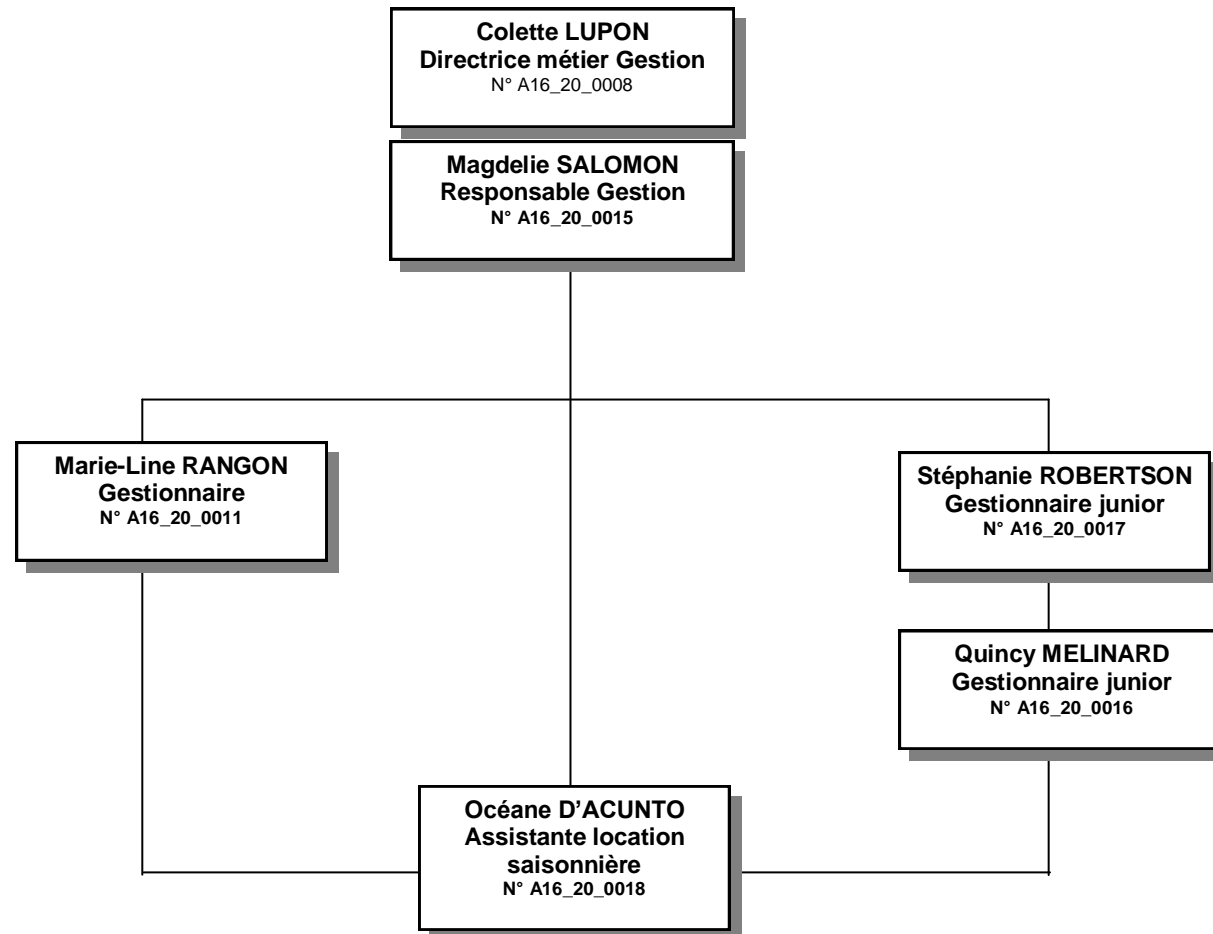 Colette LUPON
Directrice métier Gestion
N° A16_20_0008
Magdelie SALOMON
Responsable Gestion
N° A16_20_0015
Marie-Line RANGON
Gestionnaire
N° A16_20_0011
Stéphanie ROBERTSON
Gestionnaire junior
N° A16_20_0017
Quincy MELINARD
Gestionnaire junior
N° A16_20_0016
Océane D’ACUNTO
Assistante location
saisonnière
N° A16_20_0018